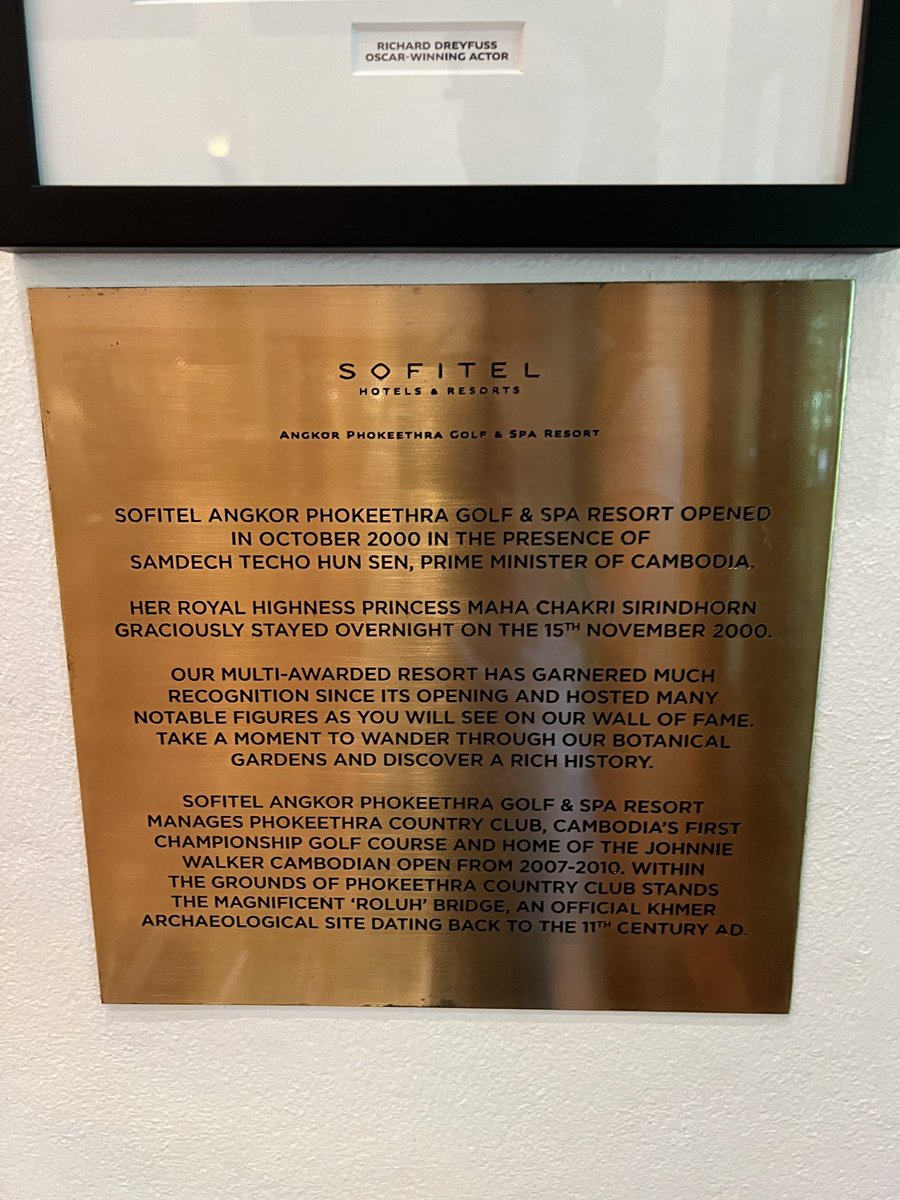 RICHARD DREYFUSS
OSCAR-WINNING ACTOR
SOFITEL
HOTELS & RESORTS
ANGKOR PHOKEETHRA GOLF & SPA RESORT
SOFITEL ANGKOR PHOKEETHRA GOLF & SPA RESORT OPENED
IN OCTOBER 2000 IN THE PRESENCE OF
SAMDECH TECHO HUN SEN, PRIME MINISTER OF CAMBODIA.
HER ROYAL HIGHNESS PRINCESS MAHA CHAKRI SIRINDHORN
GRACIOUSLY STAYED OVERNIGHT ON THE 15TH NOVEMBER 2000.
OUR MULTI-AWARDED RESORT HAS GARNERED MUCH
RECOGNITION SINCE ITS OPENING AND HOSTED MANY
NOTABLE FIGURES AS YOU WILL SEE ON OUR WALL OF FAME.
TAKE A MOMENT TO WANDER THROUGH OUR BOTANICAL
GARDENS AND DISCOVER A RICH HISTORY.
SOFITEL ANGKOR PHOKEETHRA GOLF & SPA RESORT
MANAGES PHOKEETHRA COUNTRY CLUB, CAMBODIA'S FIRST
CHAMPIONSHIP GOLF COURSE AND HOME OF THE JOHNNIE
WALKER CAMBODIAN OPEN FROM 2007-2010. WITHIN
THE GROUNDS OF PHOKEETHRA COUNTRY CLUB STANDS
THE MAGNIFICENT 'ROLUH' BRIDGE, AN OFFICIAL KHMER
ARCHAEOLOGICAL SITE DATING BACK TO THE 11TH CENTURY AD.